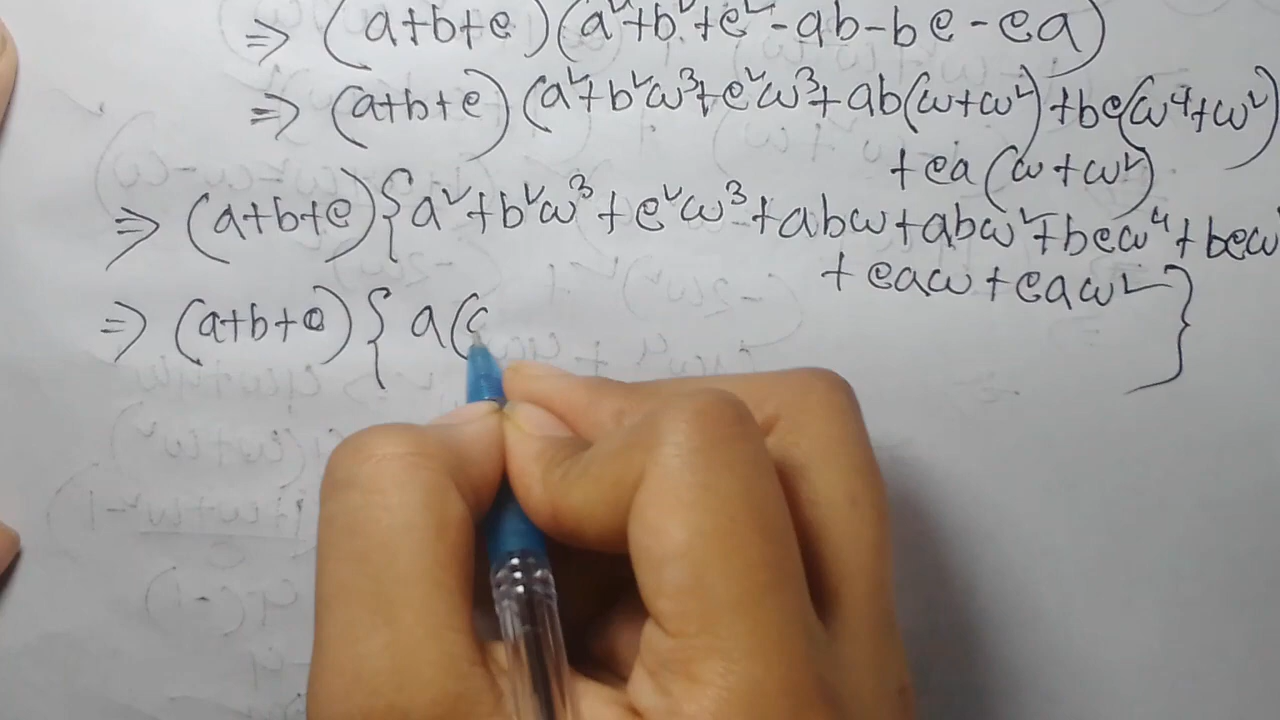 ⇒ (a+b+c)(a²+b²+c²-ab-bc-ca)
⇒ (a+b+c)(a²+b²ω³+c²ω³+ab(ω+ω²)+bc(ω⁴+ω²)
+ca(ω+ω²)
⇒ (a+b+c){a²+b²ω³+c²ω³+abω+abω²+bcω⁴+bcω
+caω+caω²}
⇒ (a+b+c){a(